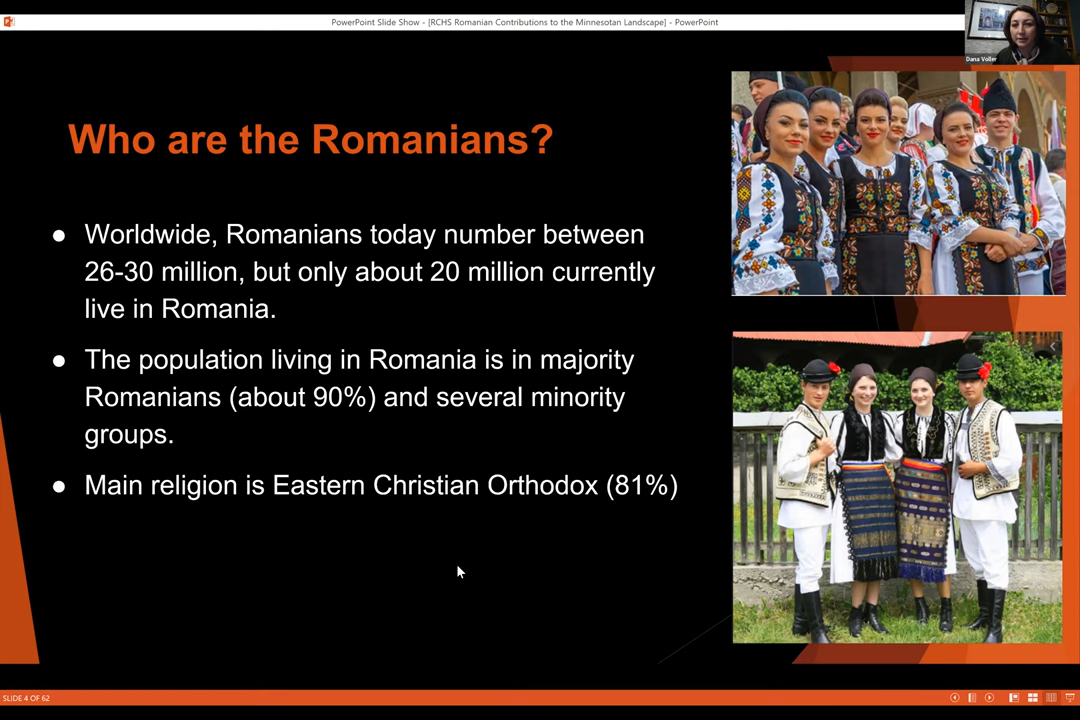 PowerPoint Slide Show - [RCHS Romanian Contributions to the Minnesotan Landscape] - PowerPoint
Dana Voller
Who are the Romanians?
● Worldwide, Romanians today number between
26-30 million, but only about 20 million currently
live in Romania.
● The population living in Romania is in majority
Romanians (about 90%) and several minority
groups.
● Main religion is Eastern Christian Orthodox (81%)
SLIDE 4 OF 62